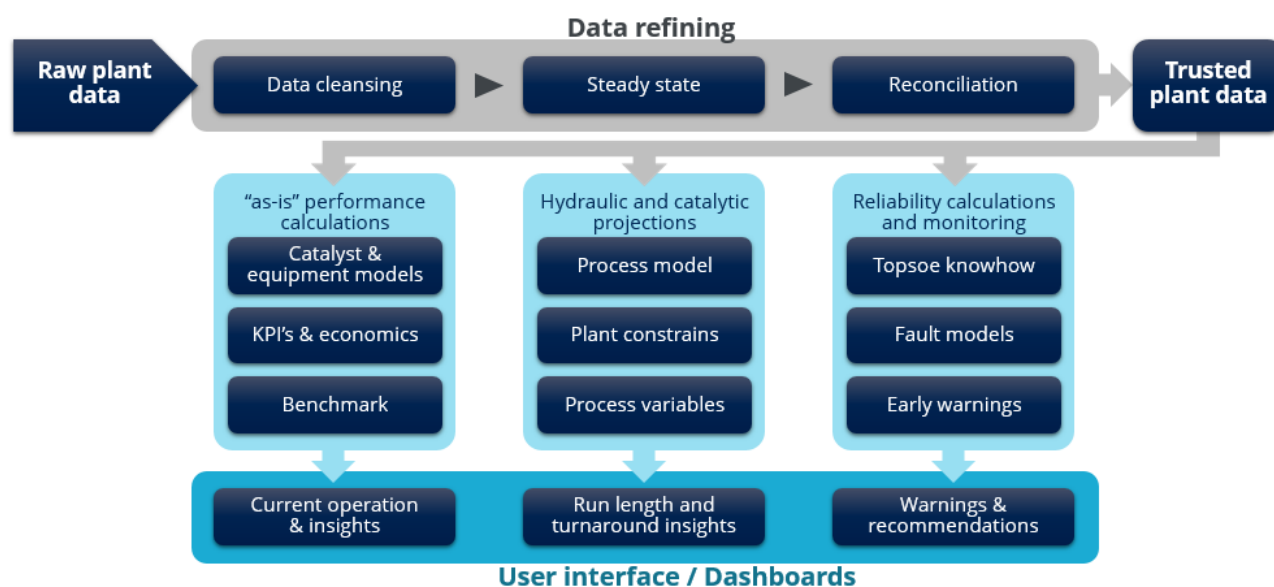 Data refining
Raw plant
data
Data cleansing
Steady state
Reconciliation
Trusted
plant data
“as-is” performance
calculations
Catalyst &
equipment models
KPI’s & economics
Benchmark
Hydraulic and catalytic
projections
Process model
Plant constrains
Process variables
Reliability calculations
and monitoring
Topsoe knowhow
Fault models
Early warnings
Current operation
& insights
Run length and
turnaround insights
Warnings &
recommendations
User interface / Dashboards